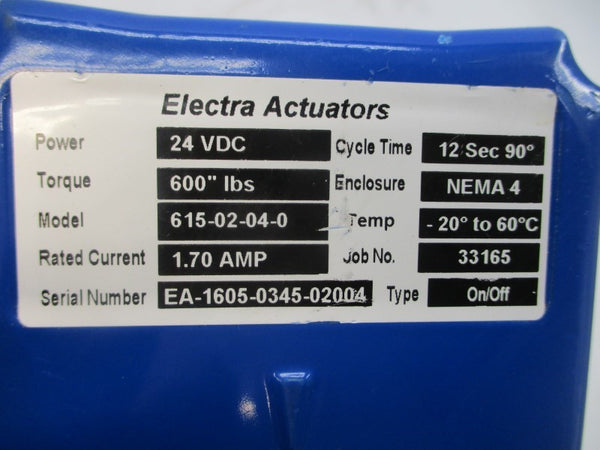 Electra Actuators
Power 24 VDC Cycle Time 12 Sec 90°
Torque 600" lbs Enclosure NEMA 4
Model 615-02-04-0 Temp - 20° to 60°C
Rated Current 1.70 AMP Job No. 33165
Serial Number EA-1605-0345-02004 Type On/Off